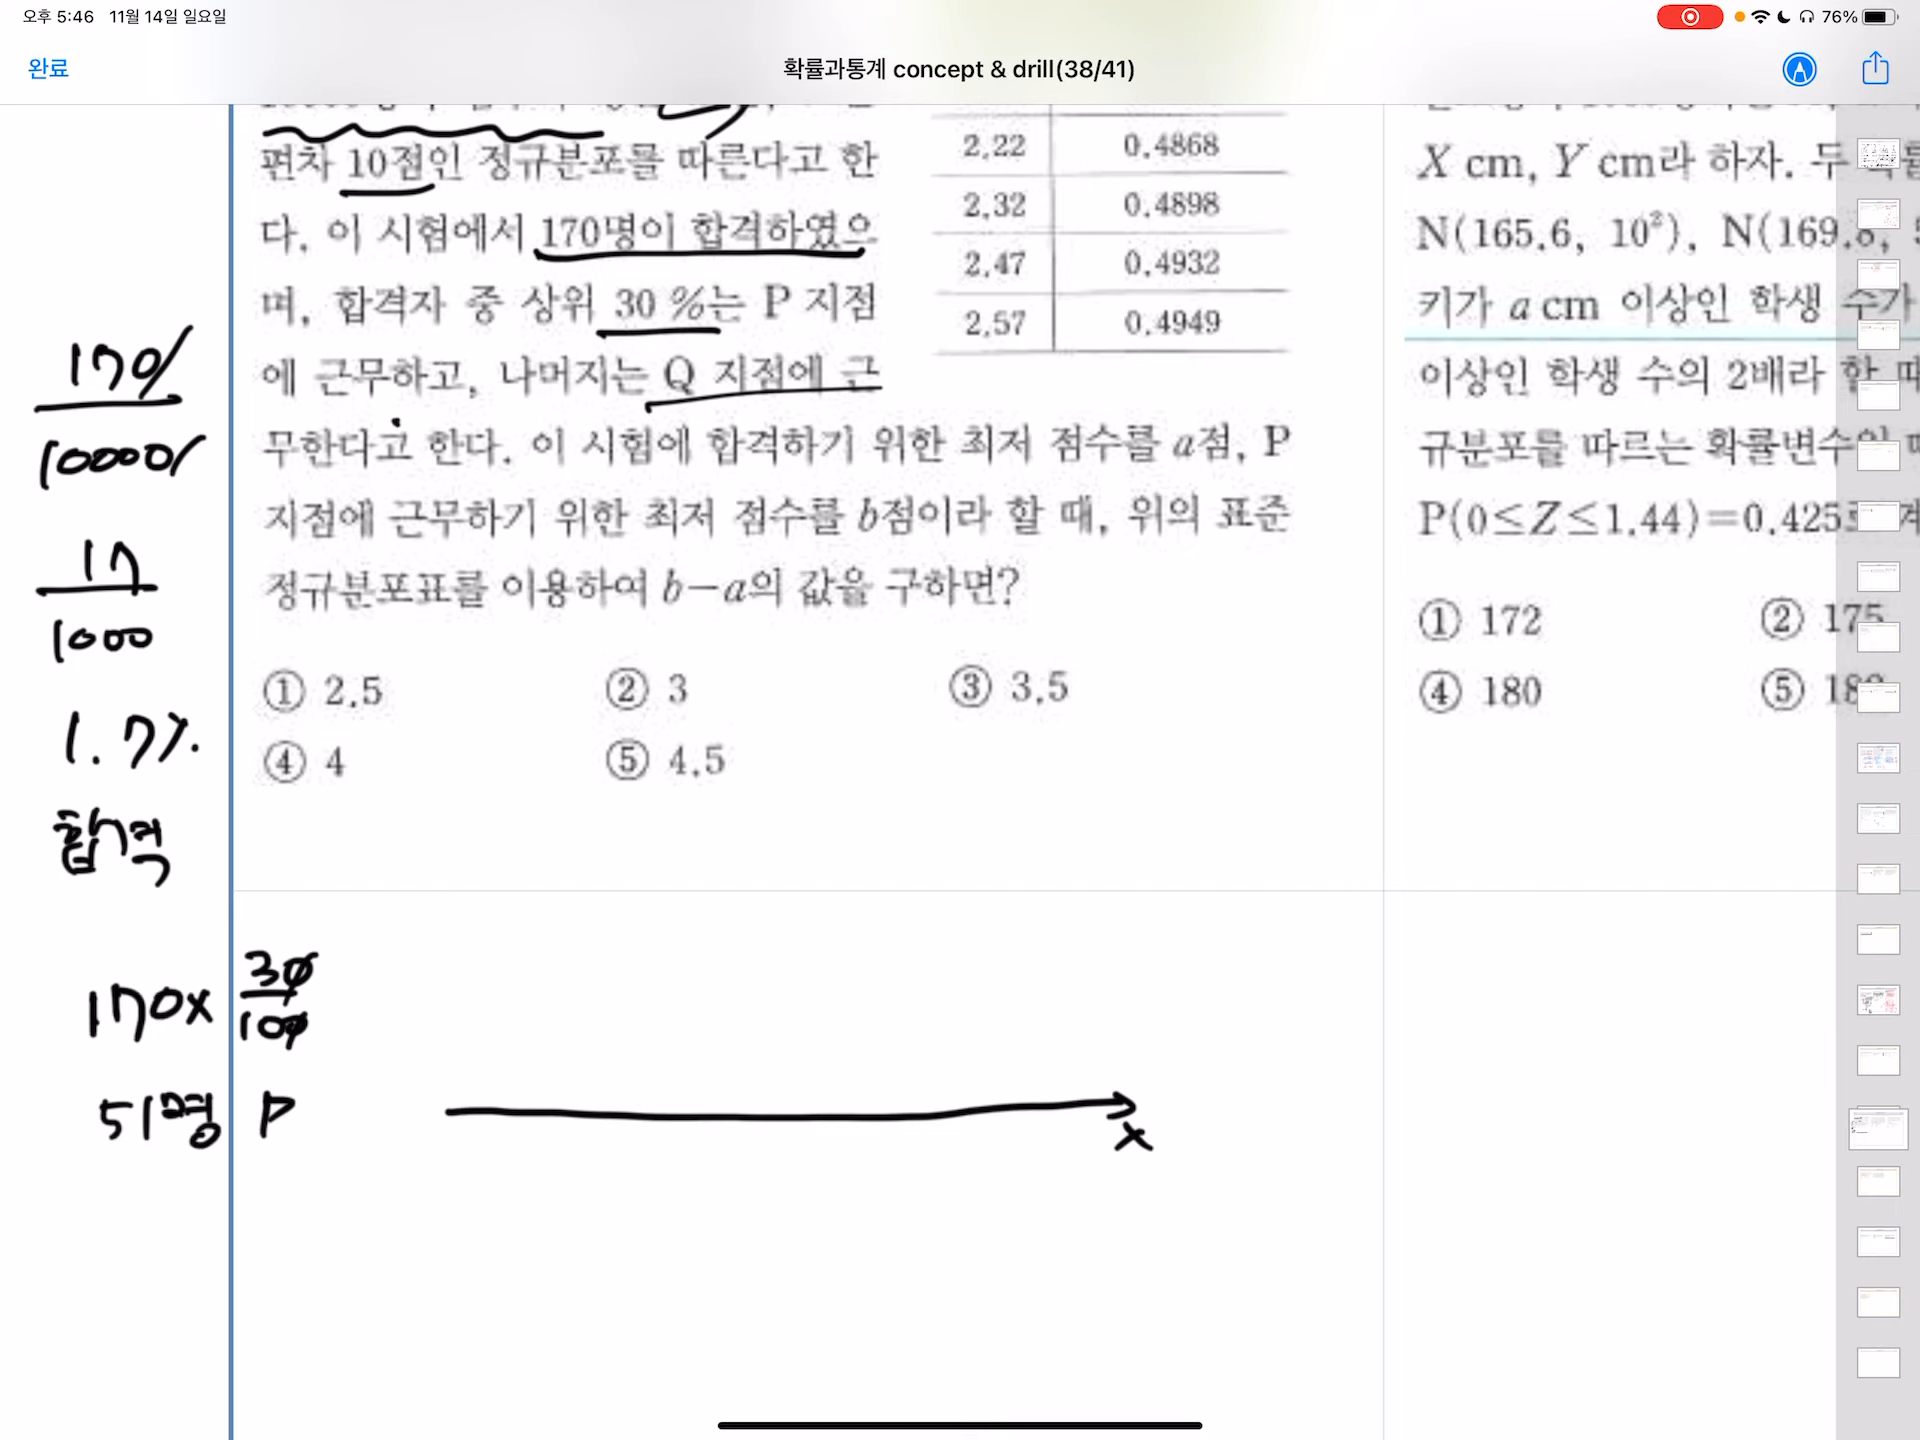 오후 5:46 11월 14일 일요일
76%
완료
확률과통계 concept & drill(38/41)
편차 10점인 정규분포를 따른다고 한
다. 이 시험에서 170명이 합격하였으
며, 합격자 중 상위 30 %는 P 지점
에 근무하고, 나머지는 Q 지점에 근
무한다고 한다. 이 시험에 합격하기 위한 최저 점수를 a점, P
지점에 근무하기 위한 최저 점수를 b점이라 할 때, 위의 표준
정규분포표를 이용하여 b-a의 값을 구하면?
① 2.5 ② 3 ③ 3.5
④ 4 ⑤ 4.5
2.22 0.4868
2.32 0.4898
2.47 0.4932
2.57 0.4949
X cm, Y cm라 하자. 두
N(165.6, 10²), N(169.8,
키가 a cm 이상인 학생 수가
이상인 학생 수의 2배라 할 때
규분포를 따르는 확률변수
P(0≤Z≤1.44)=0.425
① 172 ② 175
④ 180 ⑤
170/
10000/
17
1000
1.7%
합격
170x 30/100
51명 P
x